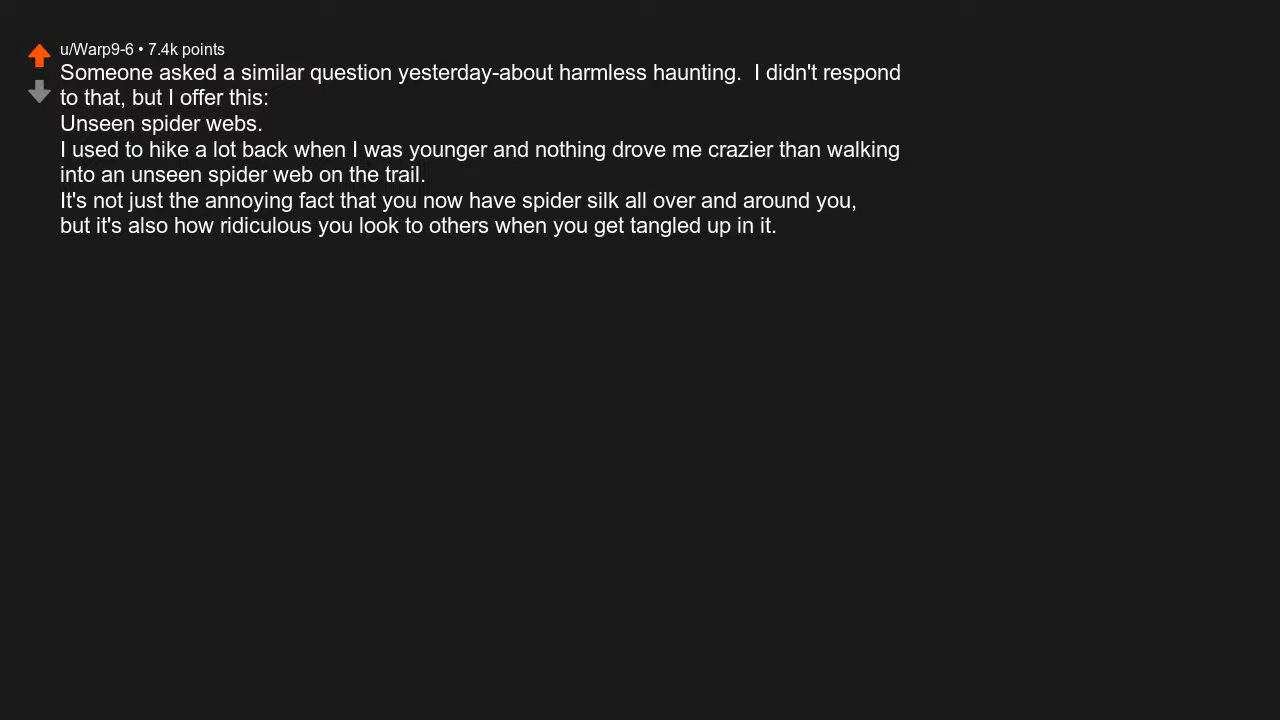 u/Warp9-6 • 7.4k points
Someone asked a similar question yesterday-about harmless haunting.  I didn't respond
to that, but I offer this:
Unseen spider webs.
I used to hike a lot back when I was younger and nothing drove me crazier than walking
into an unseen spider web on the trail.
It's not just the annoying fact that you now have spider silk all over and around you,
but it's also how ridiculous you look to others when you get tangled up in it.